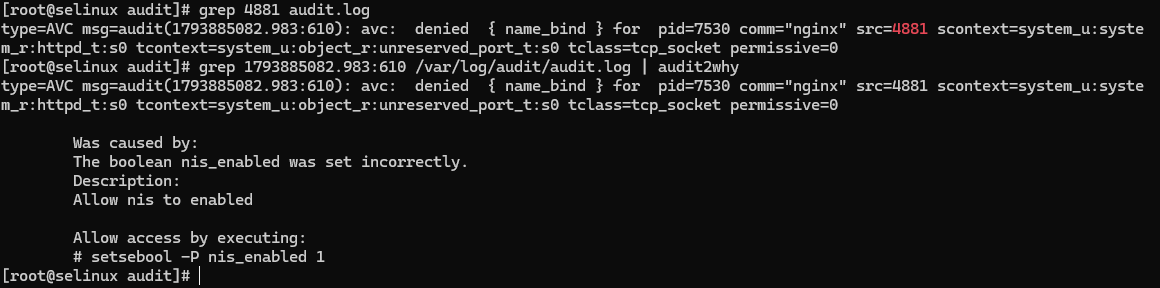 [root@selinux audit]# grep 4881 audit.log
type=AVC msg=audit(1793885082.983:610): avc:  denied  { name_bind } for  pid=7530 comm="nginx" src=4881 scontext=system_u:syste
m_r:httpd_t:s0 tcontext=system_u:object_r:unreserved_port_t:s0 tclass=tcp_socket permissive=0
[root@selinux audit]# grep 1793885082.983:610 /var/log/audit/audit.log | audit2why
type=AVC msg=audit(1793885082.983:610): avc:  denied  { name_bind } for  pid=7530 comm="nginx" src=4881 scontext=system_u:syste
m_r:httpd_t:s0 tcontext=system_u:object_r:unreserved_port_t:s0 tclass=tcp_socket permissive=0

        Was caused by:
        The boolean nis_enabled was set incorrectly.
        Description:
        Allow nis to enabled

        Allow access by executing:
        # setsebool -P nis_enabled 1
[root@selinux audit]#